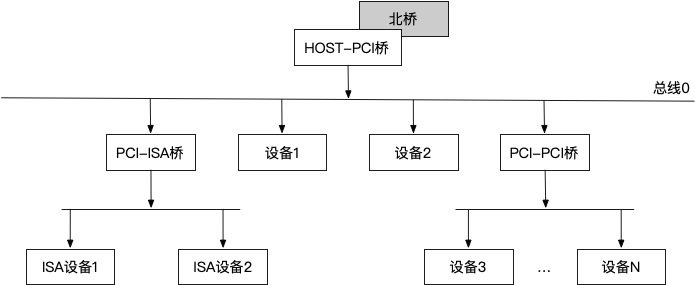 北桥
HOST-PCI桥
总线0
PCI-ISA桥
设备1
设备2
PCI-PCI桥
ISA设备1
ISA设备2
设备3
...
设备N